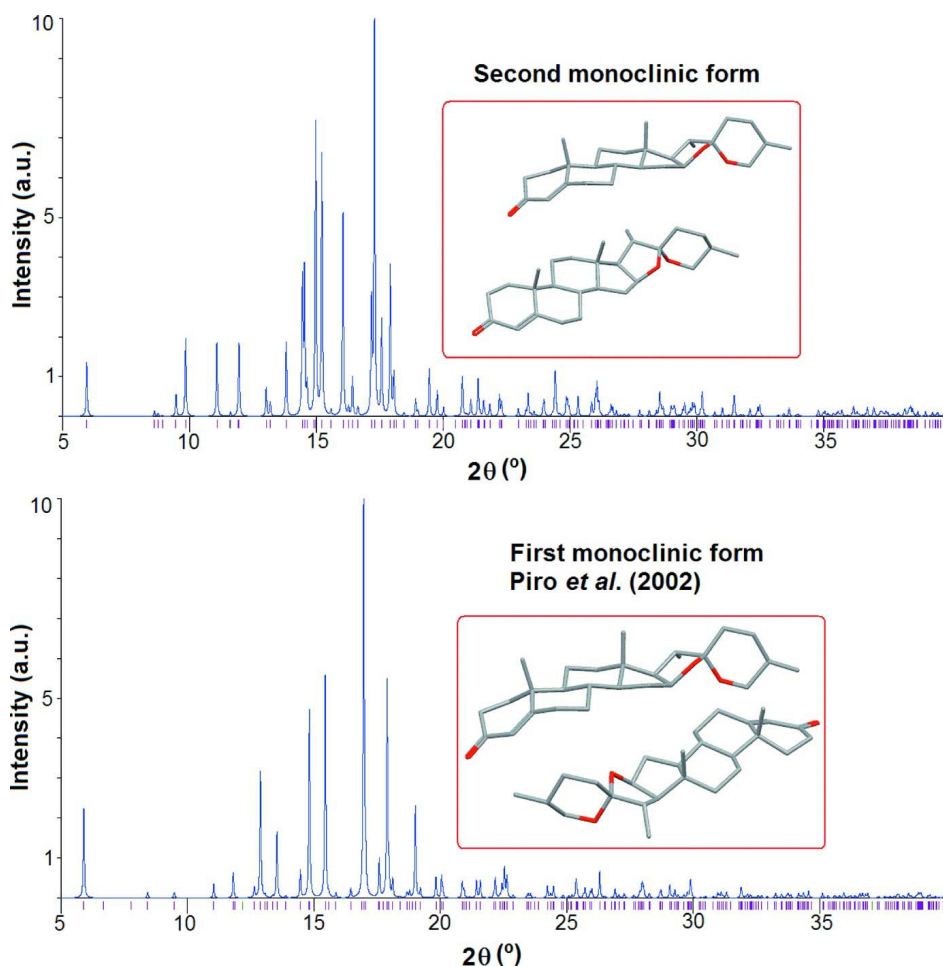 10
Second monoclinic form
Intensity (a.u.)
5
1
5 10 15 20 25 30 35
2θ (º)
10
First monoclinic form
Piro et al. (2002)
Intensity (a.u.)
5
1
5 10 15 20 25 30 35
2θ (º)